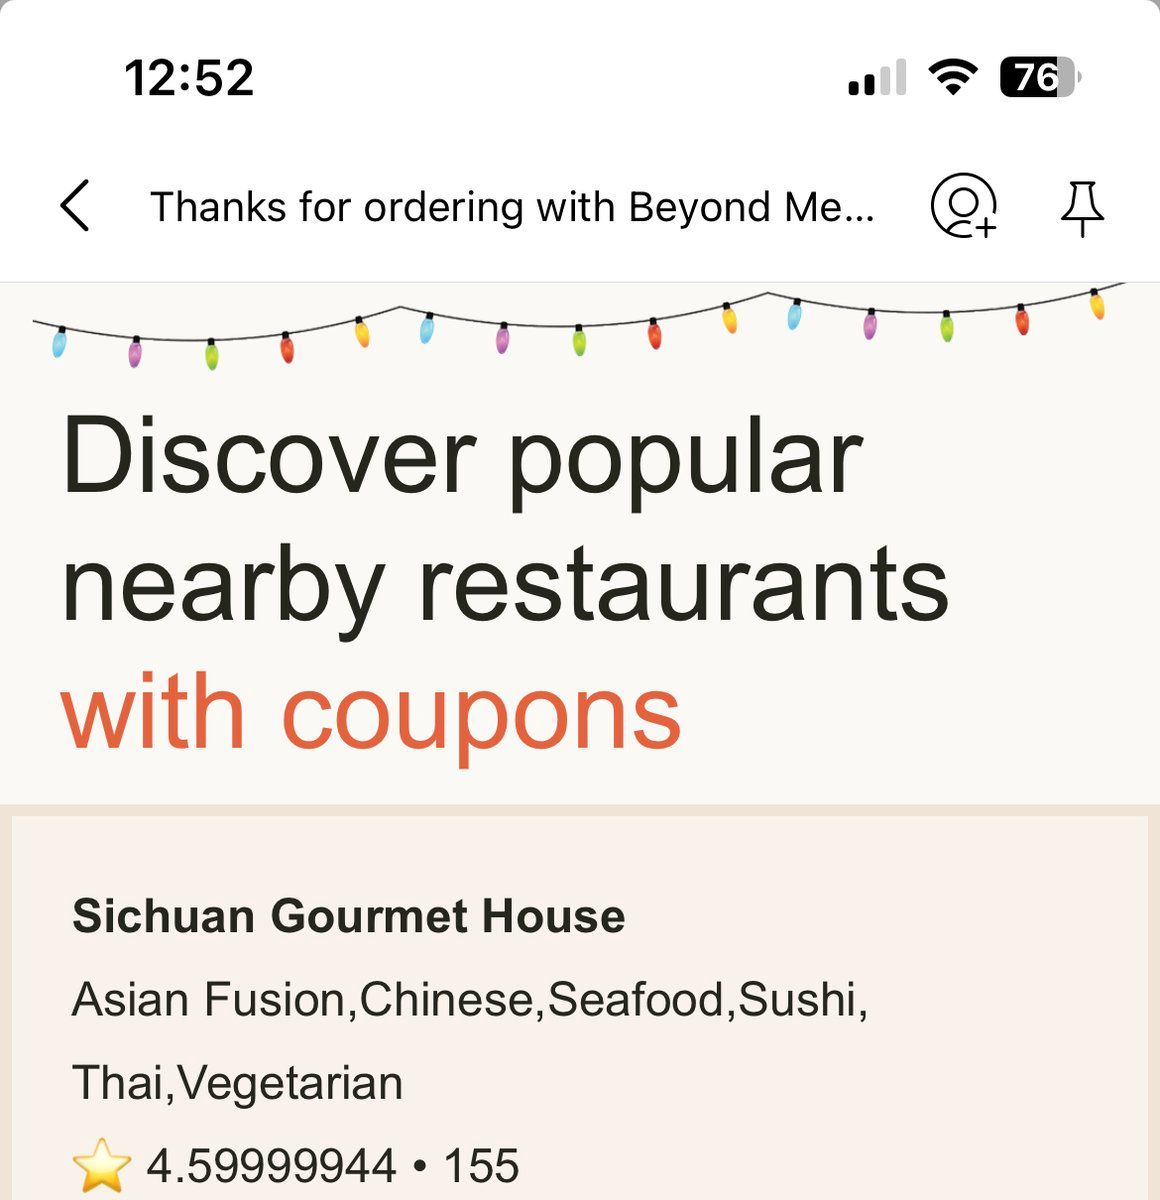 12:52
76
Thanks for ordering with Beyond Me...
Discover popular
nearby restaurants
with coupons
Sichuan Gourmet House
Asian Fusion,Chinese,Seafood,Sushi,
Thai,Vegetarian
4.59999944 • 155